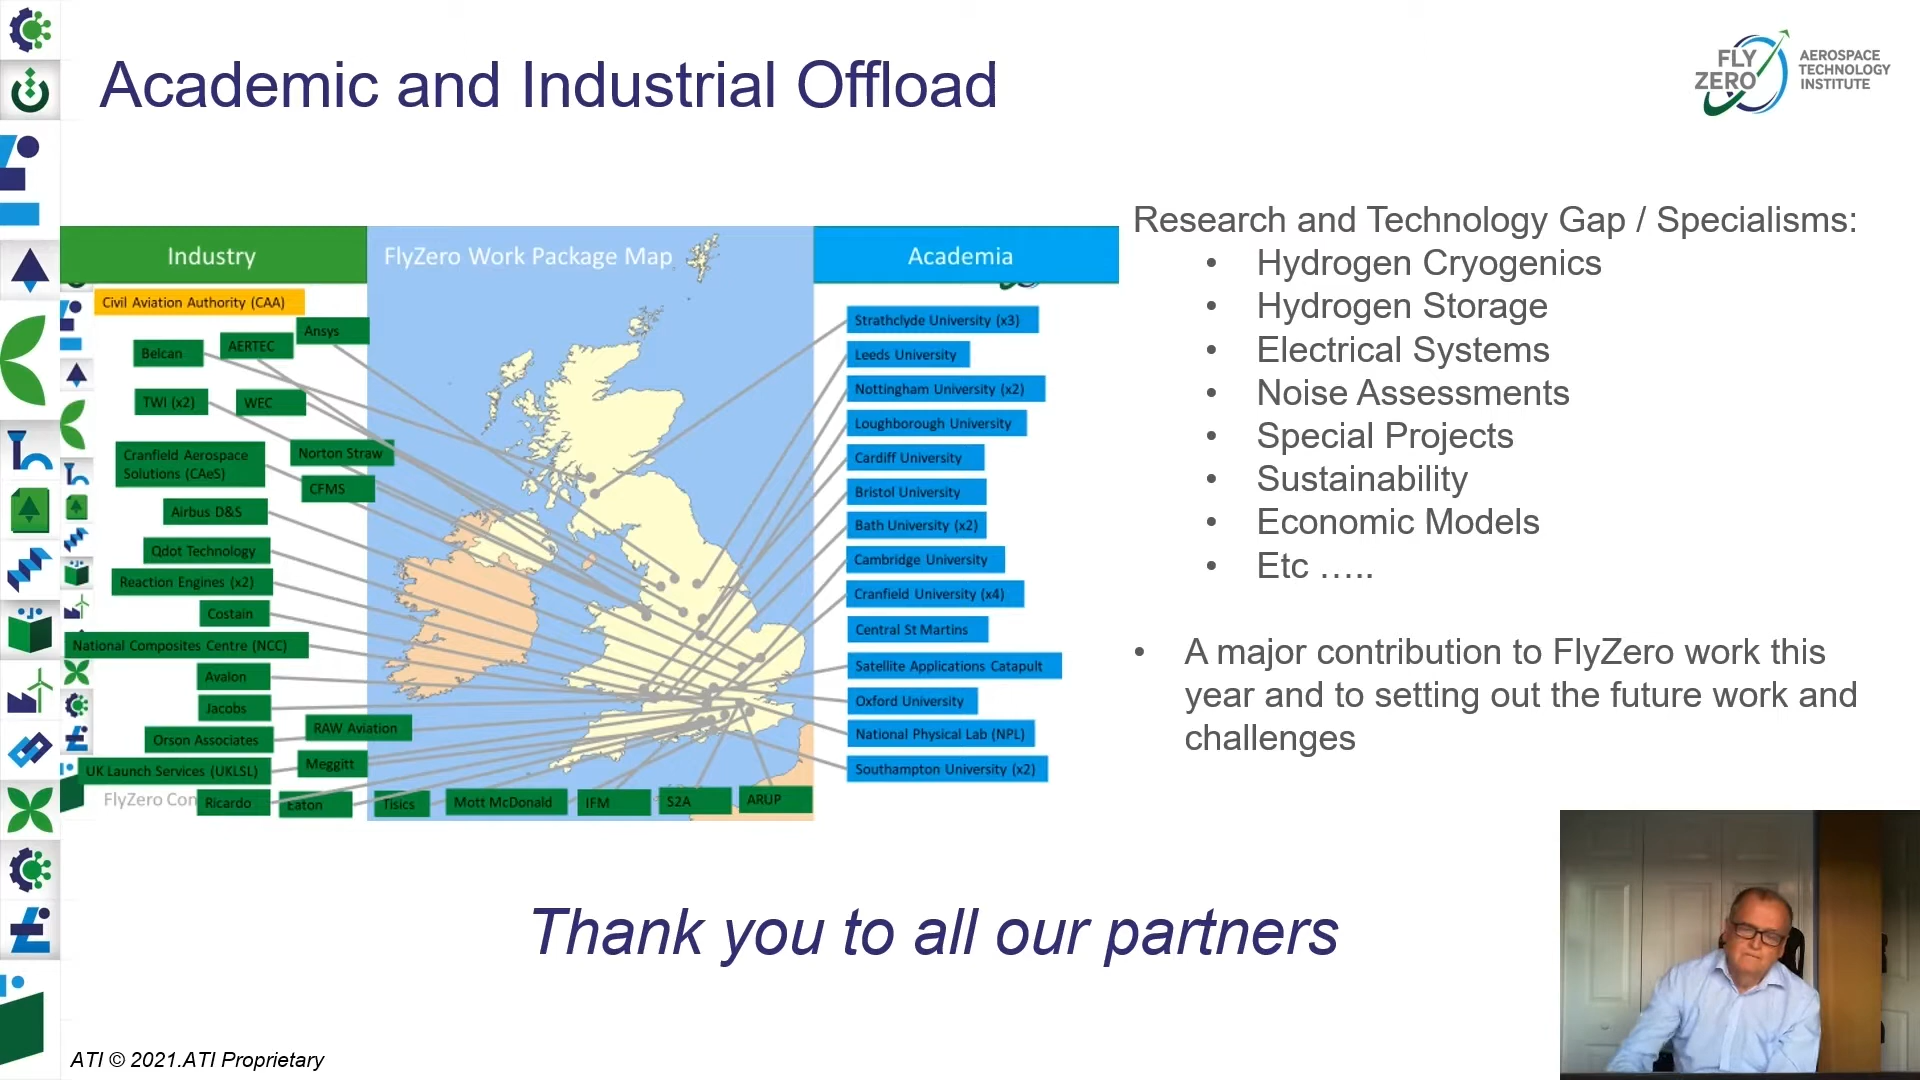 Academic and Industrial Offload
FLY
ZERO
AEROSPACE
TECHNOLOGY
INSTITUTE
Industry
FlyZero Work Package Map
Academia
Civil Aviation Authority (CAA)
Ansys
AERTEC
Belcan
TWI (x2)
WEC
Norton Straw
Cranfield Aerospace
Solutions (CAeS)
CFMS
Airbus D&S
Qdot Technology
Reaction Engines (x2)
Costain
National Composites Centre (NCC)
Avalon
Jacobs
RAW Aviation
Orson Associates
Meggitt
UK Launch Services (UKLSL)
FlyZero Con
Ricardo
Eaton
Tisics
Mott McDonald
IFM
S2A
ARUP
Strathclyde University (x3)
Leeds University
Nottingham University (x2)
Loughborough University
Cardiff University
Bristol University
Bath University (x2)
Cambridge University
Cranfield University (x4)
Central St Martins
Satellite Applications Catapult
Oxford University
National Physical Lab (NPL)
Southampton University (x2)
Research and Technology Gap / Specialisms:
• Hydrogen Cryogenics
• Hydrogen Storage
• Electrical Systems
• Noise Assessments
• Special Projects
• Sustainability
• Economic Models
• Etc …..
• A major contribution to FlyZero work this
year and to setting out the future work and
challenges
Thank you to all our partners
ATI © 2021.ATI Proprietary